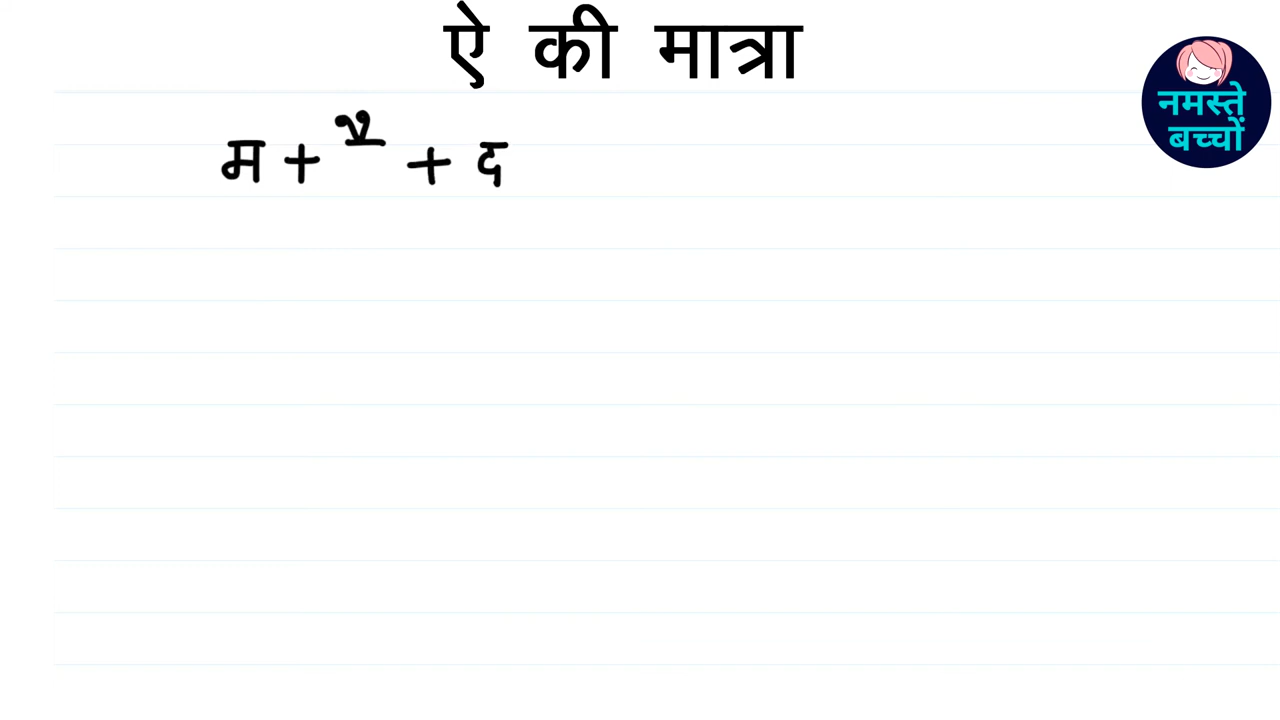 ऐ की मात्रा
नमस्ते
बच्चों
म + ै + द